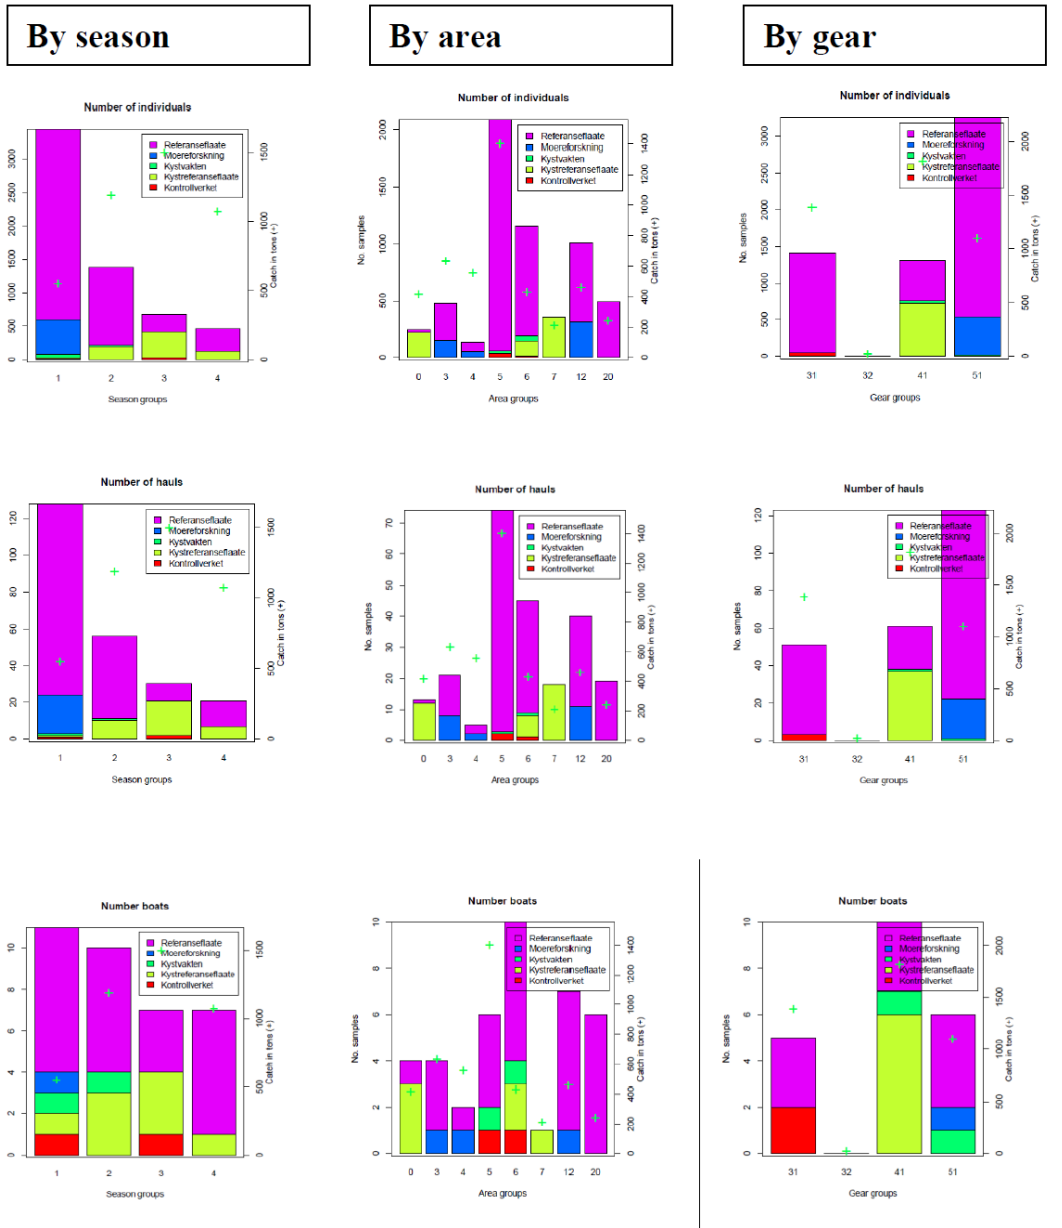 By season
By area
By gear
Number of individuals
Referanseflaate
Moereforskning
Kystvakten
Kystreferanseflaate
Kontrollverket
0 500 1000 1500 2000 2500 3000
0 500 1000 1500
Catch in tons (+)
1 2 3 4
Season groups
Number of individuals
Referanseflaate
Moereforskning
Kystvakten
Kystreferanseflaate
Kontrollverket
No. samples
0 500 1000 1500 2000
0 200 400 600 800 1000 1200 1400
Catch in tons (+)
0 3 4 5 6 7 12 20
Area groups
Number of individuals
Referanseflaate
Moereforskning
Kystvakten
Kystreferanseflaate
Kontrollverket
No. samples
0 500 1000 1500 2000 2500 3000
0 500 1000 1500 2000
Catch in tons (+)
31 32 41 51
Gear groups
Number of hauls
Referanseflaate
Moereforskning
Kystvakten
Kystreferanseflaate
Kontrollverket
0 20 40 60 80 100 120
0 500 1000 1500
Catch in tons (+)
1 2 3 4
Season groups
Number of hauls
Referanseflaate
Moereforskning
Kystvakten
Kystreferanseflaate
Kontrollverket
No. samples
0 10 20 30 40 50 60 70
0 200 400 600 800 1000 1200 1400
Catch in tons (+)
0 3 4 5 6 7 12 20
Area groups
Number of hauls
Referanseflaate
Moereforskning
Kystvakten
Kystreferanseflaate
Kontrollverket
No. samples
0 20 40 60 80 100 120
0 500 1000 1500 2000
Catch in tons (+)
31 32 41 51
Gear groups
Number boats
Referanseflaate
Moereforskning
Kystvakten
Kystreferanseflaate
Kontrollverket
0 2 4 6 8 10
0 500 1000 1500
Catch in tons (+)
1 2 3 4
Season groups
Number boats
Referanseflaate
Moereforskning
Kystvakten
Kystreferanseflaate
Kontrollverket
No. samples
0 2 4 6 8 10
0 200 400 600 800 1000 1200 1400
Catch in tons (+)
0 3 4 5 6 7 12 20
Area groups
Number boats
Referanseflaate
Moereforskning
Kystvakten
Kystreferanseflaate
Kontrollverket
No. samples
0 2 4 6 8 10
0 500 1000 1500 2000
Catch in tons (+)
31 32 41 51
Gear groups